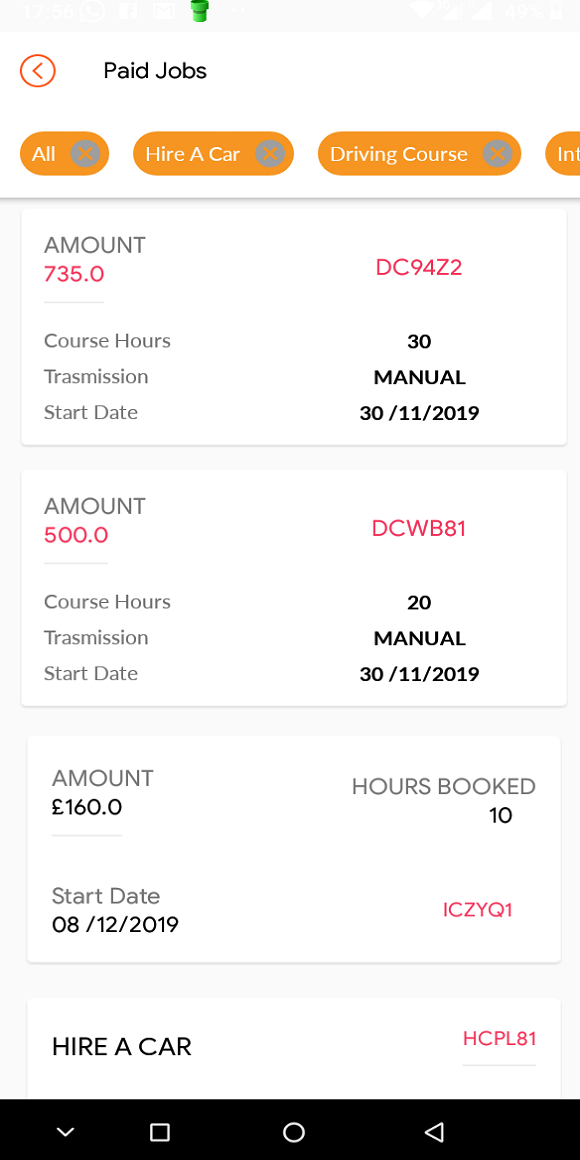 17:56
49%
Paid Jobs
All
Hire A Car
Driving Course
Int
AMOUNT
735.0
DC94Z2
Course Hours
30
Trasmission
MANUAL
Start Date
30 /11/2019
AMOUNT
500.0
DCWB81
Course Hours
20
Trasmission
MANUAL
Start Date
30 /11/2019
AMOUNT
£160.0
HOURS BOOKED
10
Start Date
08 /12/2019
ICZYQ1
HIRE A CAR
HCPL81